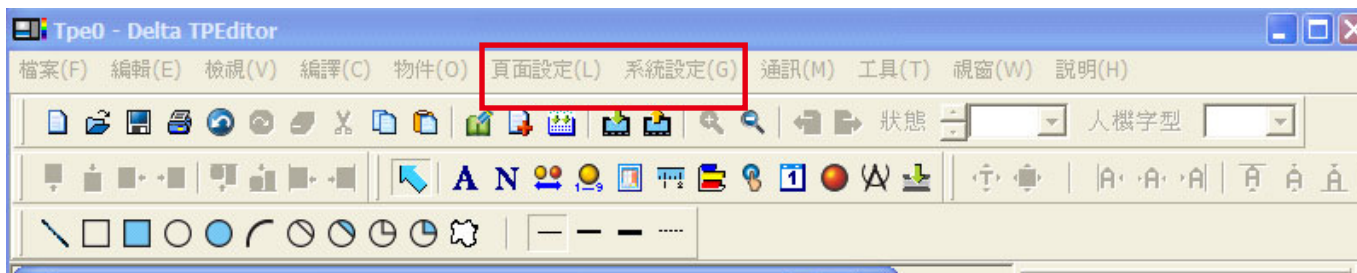 Tpe0 - Delta TPEditor
檔案(F) 編輯(E) 檢視(V) 編譯(C) 物件(O) 頁面設定(L) 系統設定(G) 通訊(M) 工具(T) 視窗(W) 說明(H)
狀態 人機字型
A N 1 A A A A A A